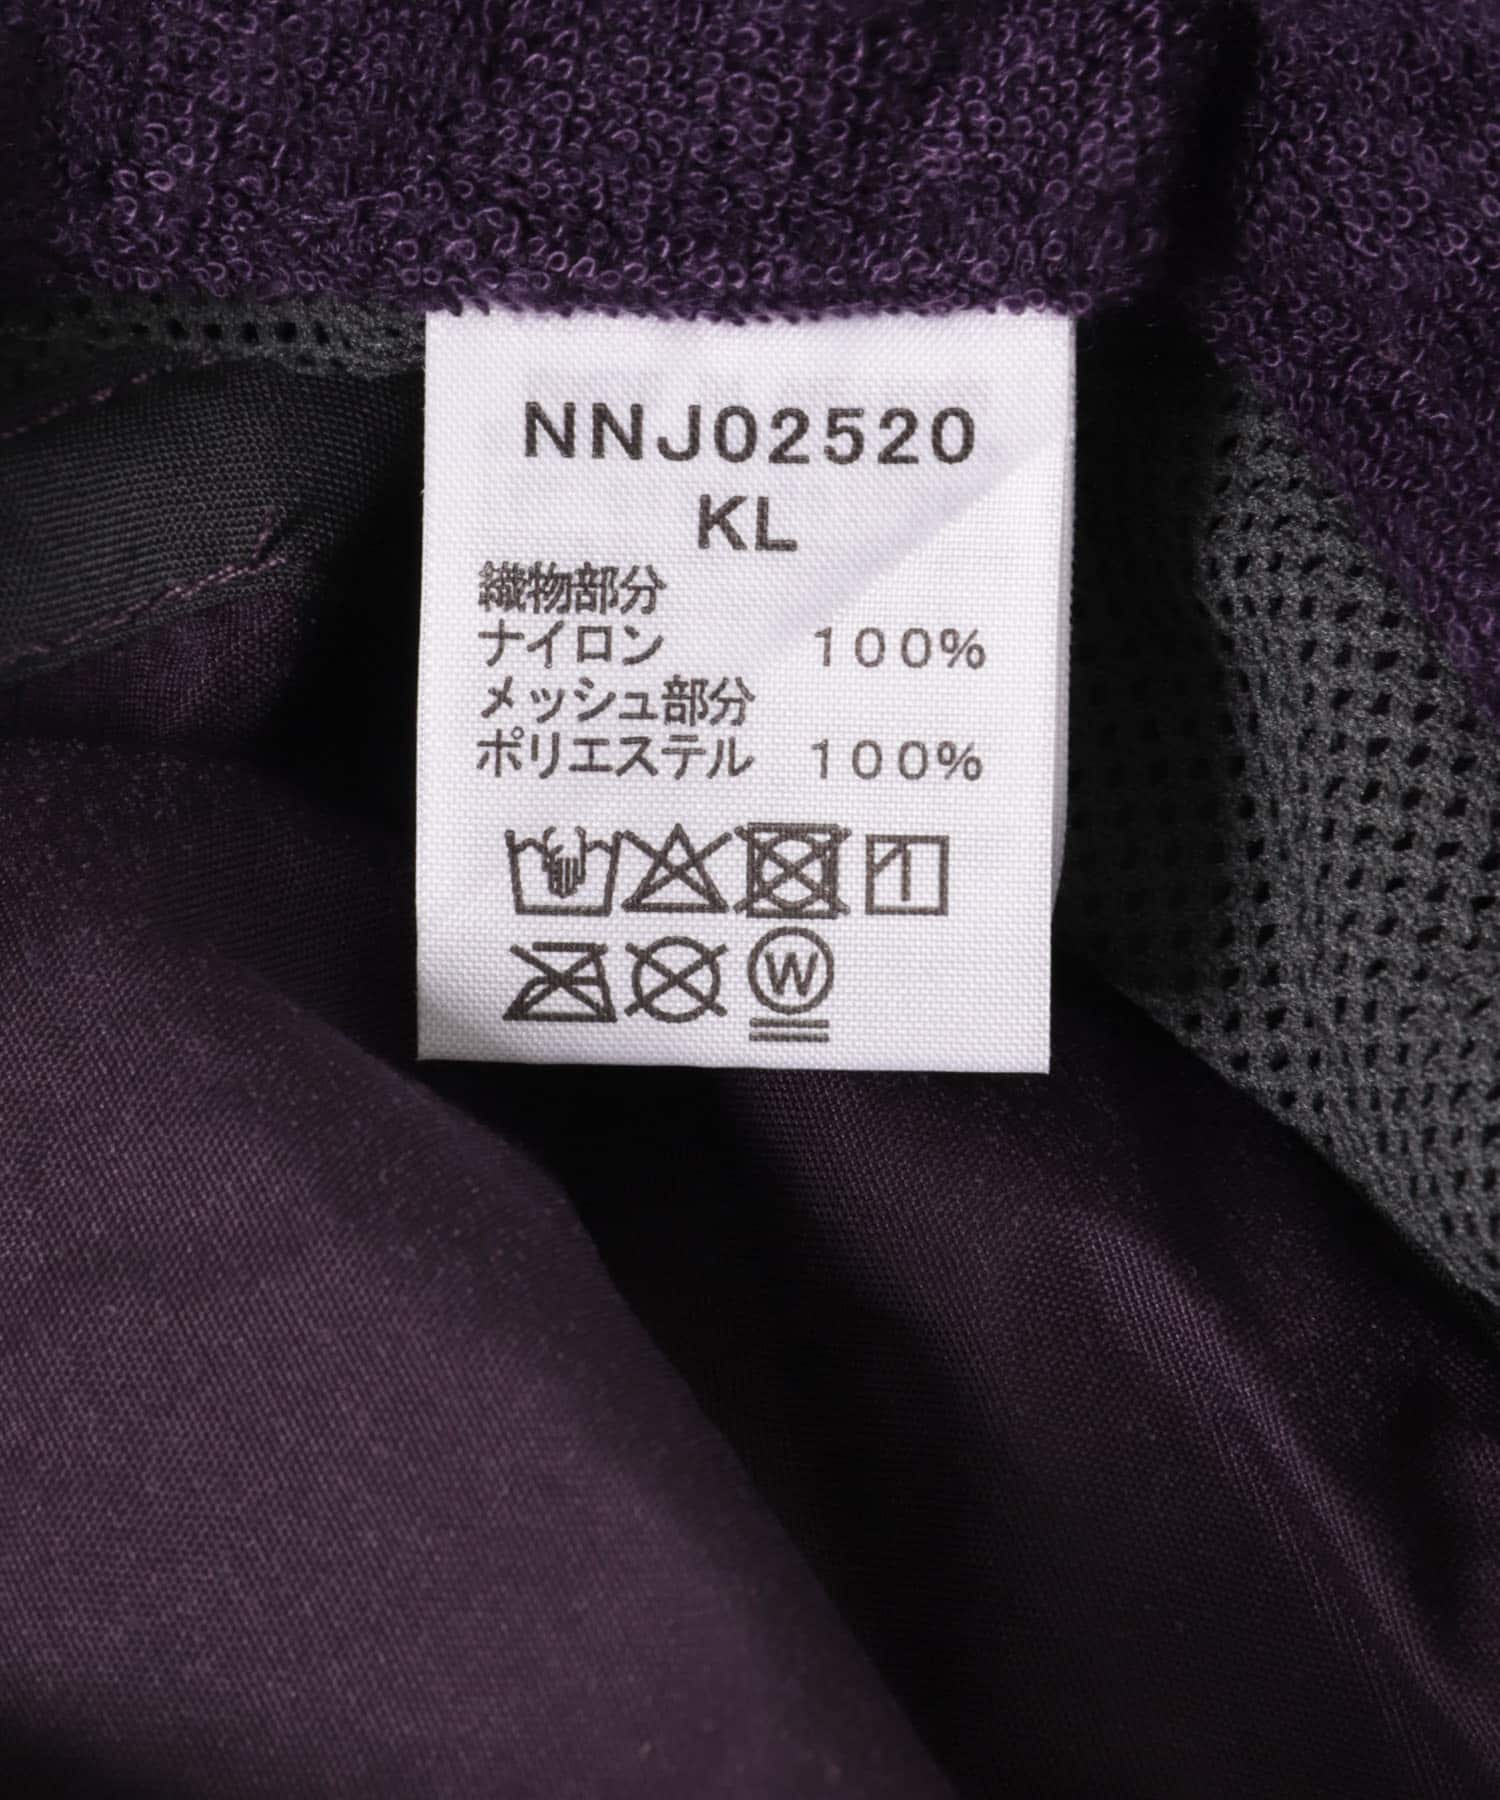 NNJ02520
KL
織物部分
ナイロン 100%
メッシュ部分
ポリエステル 100%
W